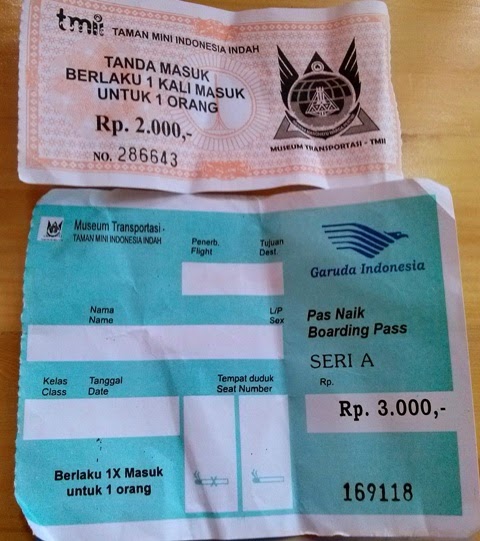 tmii TAMAN MINI INDONESIA INDAH
TANDA MASUK
BERLAKU 1 KALI MASUK
UNTUK 1 ORANG
Rp. 2.000,-
NO. 286643
MUSEUM TRANSPORTASI - TMII
Museum Transportasi -
TAMAN MINI INDONESIA INDAH
Penerb.
Flight
Tujuan
Dest.
Garuda Indonesia
Nama
Name
L/P
Sex
Pas Naik
Boarding Pass
SERI A
Kelas
Class
Tanggal
Date
Tempat duduk
Seat Number
Rp.
Rp. 3.000,-
Berlaku 1X Masuk
untuk 1 orang
169118